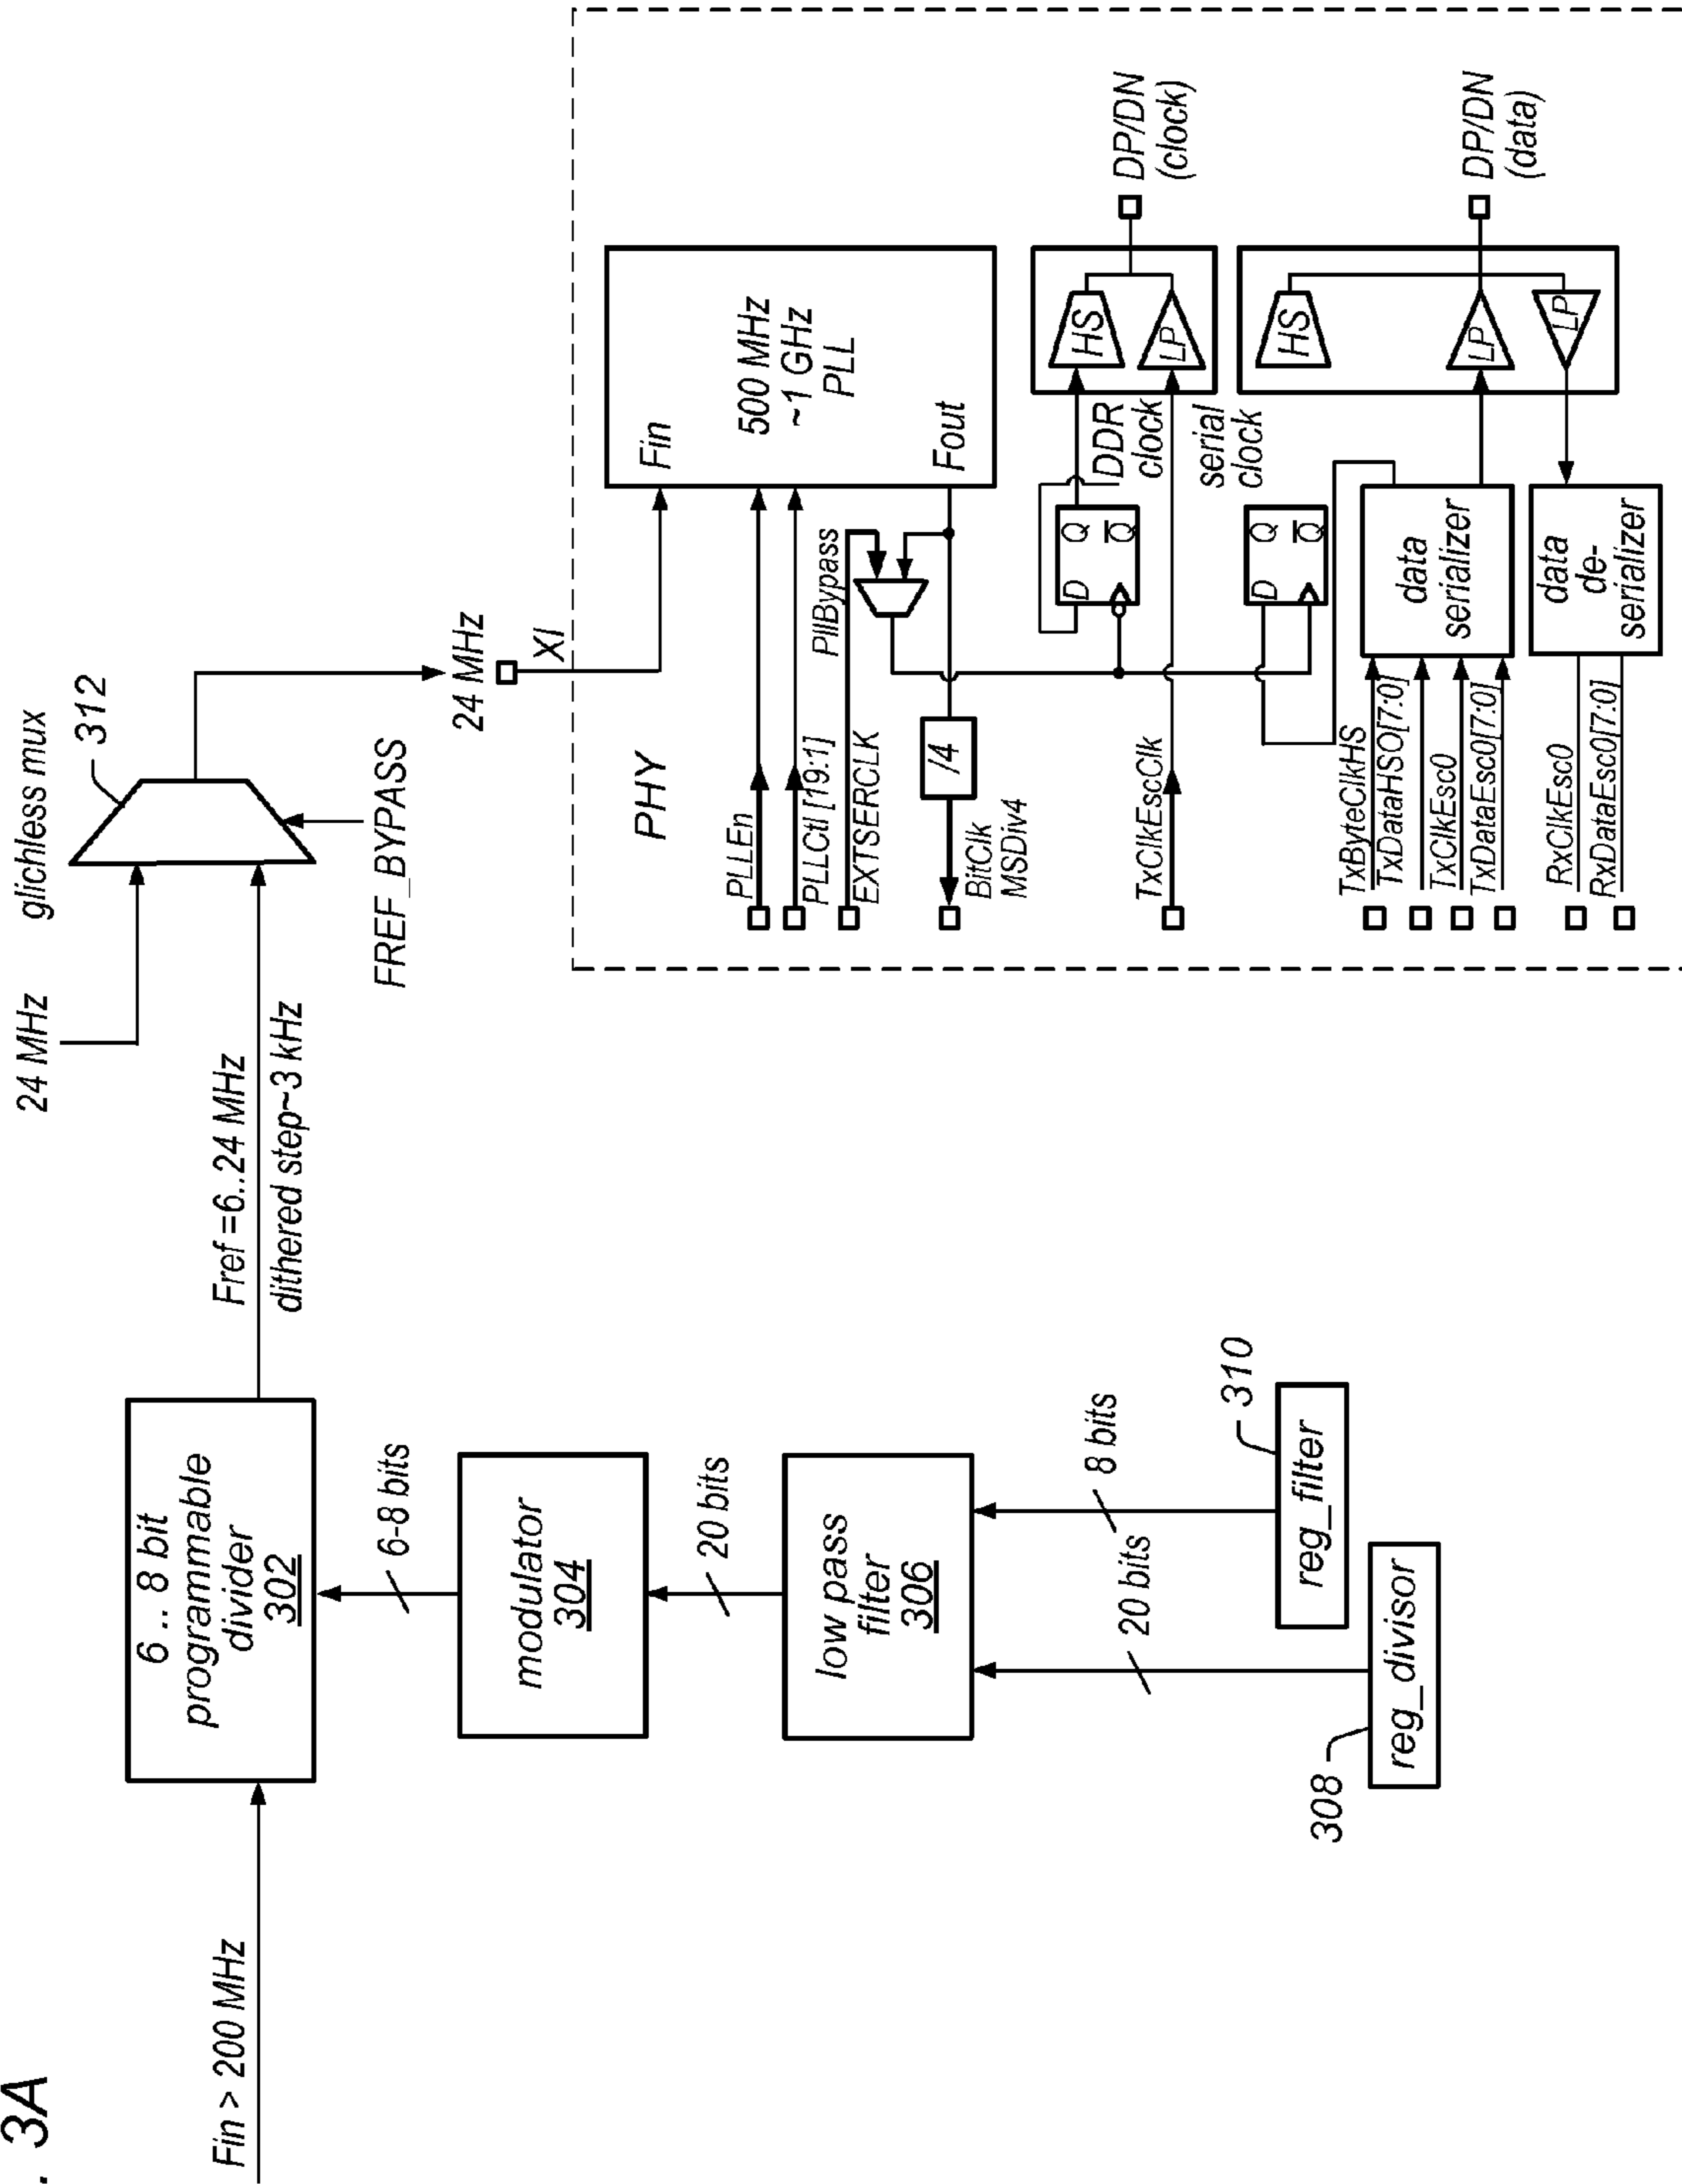 . 3A
Fin > 200 MHz
6 .. 8 bit
programmable
divider
302
6-8 bits
modulator
304
20 bits
low pass
filter
306
20 bits
8 bits
308
reg_divisor
reg_filter
310
Fref =6..24 MHz
dithered step~3 kHz
24 MHz
glichless mux
312
FREF_BYPASS
24 MHz
XI
PHY
PLLEn
PLLCtl [19:1]
EXTSERCLK
BitClk
MSDiv4
/4
PllBypass
Fin
500 MHz
~1 GHz
PLL
Fout
TxClkEscClk
D
Q
Q
DDR
clock
serial
clock
HS
LP
DP/DN
(clock)
D
Q
Q
TxByteClkHS
TxDataHSO[7:0]
TxClkEsc0
TxDataEsc0[7:0]
data
serializer
RxClkEsc0
RxDataEsc0[7:0]
data
de-
serializer
HS
LP
LP
DP/DN
(data)